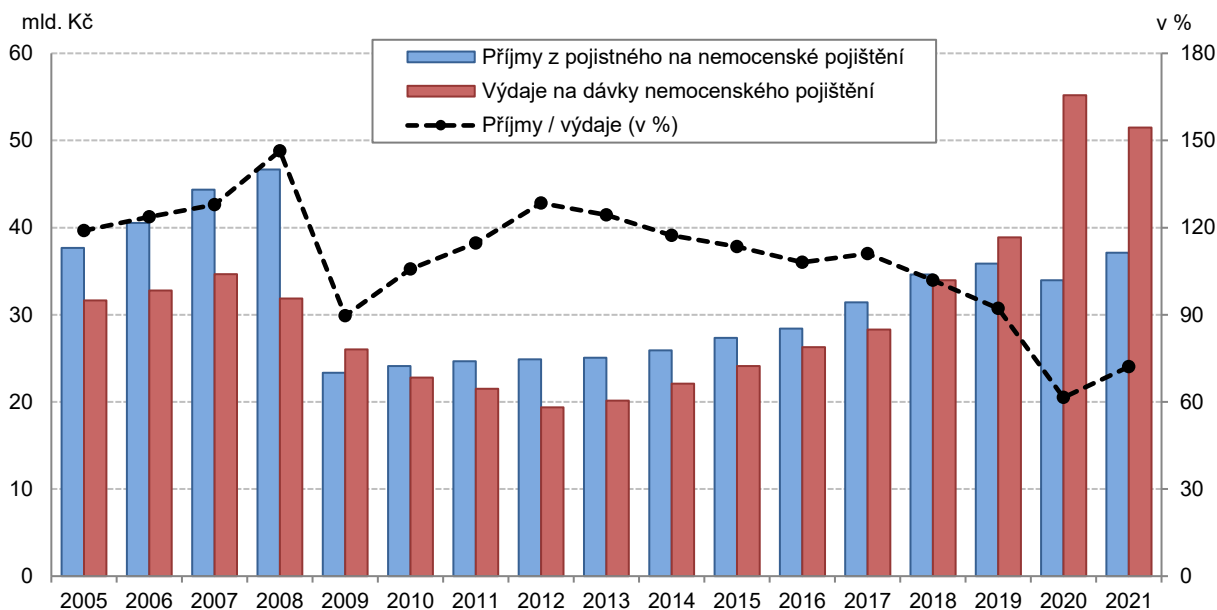 mld. Kč
v %
Příjmy z pojistného na nemocenské pojištění
Výdaje na dávky nemocenského pojištění
Příjmy / výdaje (v %)
60
50
40
30
20
10
0
180
150
120
90
60
30
0
2005 2006 2007 2008 2009 2010 2011 2012 2013 2014 2015 2016 2017 2018 2019 2020 2021